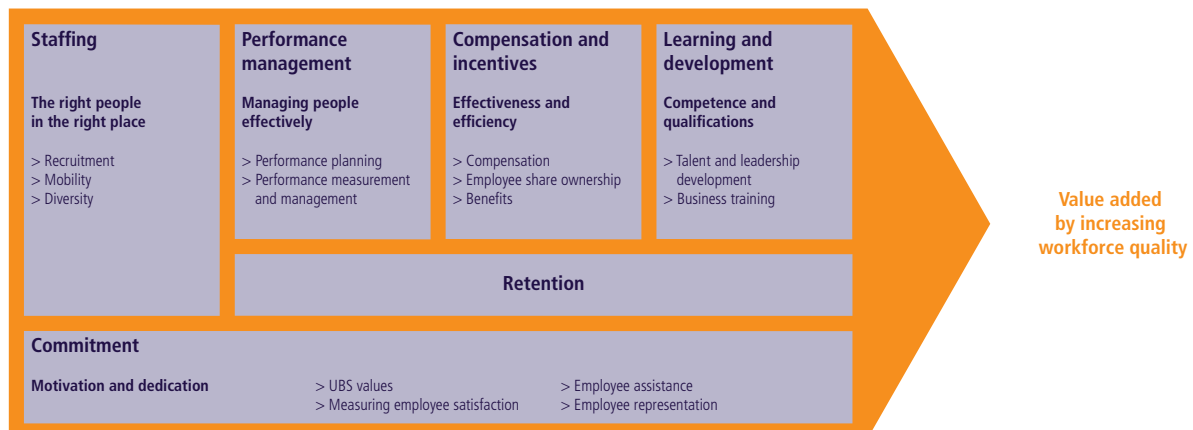 Staffing
The right people
in the right place
> Recruitment
> Mobility
> Diversity
Performance
management
Managing people
effectively
> Performance planning
> Performance measurement
and management
Compensation and
incentives
Effectiveness and
efficiency
> Compensation
> Employee share ownership
> Benefits
Learning and
development
Competence and
qualifications
> Talent and leadership
development
> Business training
Retention
Commitment
Motivation and dedication
> UBS values
> Measuring employee satisfaction
> Employee assistance
> Employee representation
Value added
by increasing
workforce quality